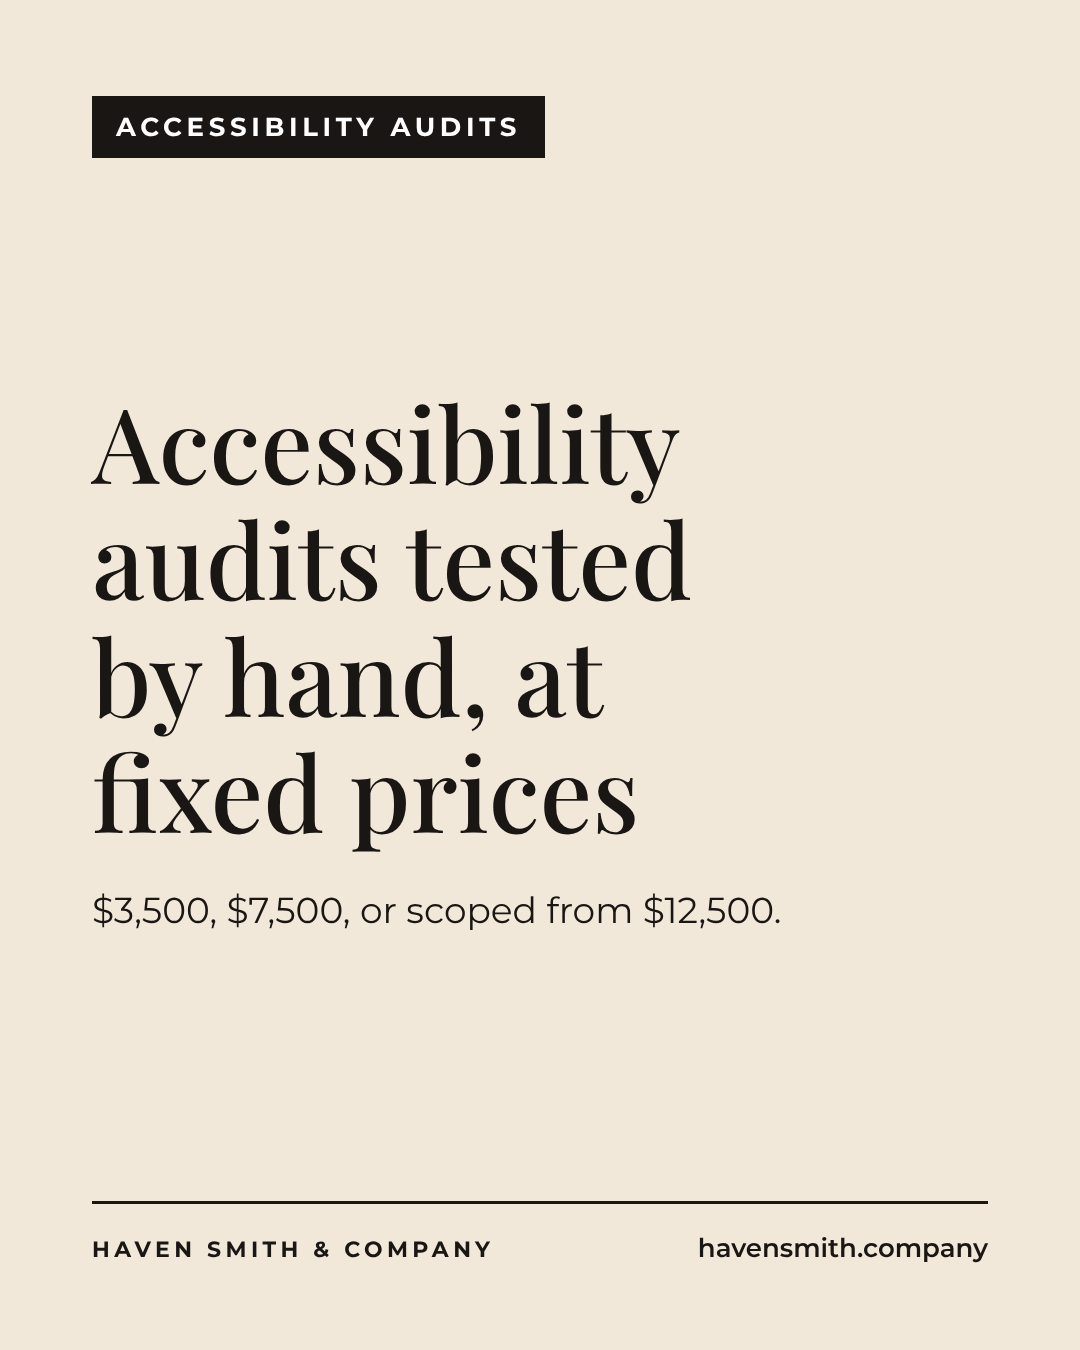 ACCESSIBILITY AUDITS
Accessibility
audits tested
by hand, at
fixed prices
$3,500, $7,500, or scoped from $12,500.
HAVEN SMITH & COMPANY
havensmith.company